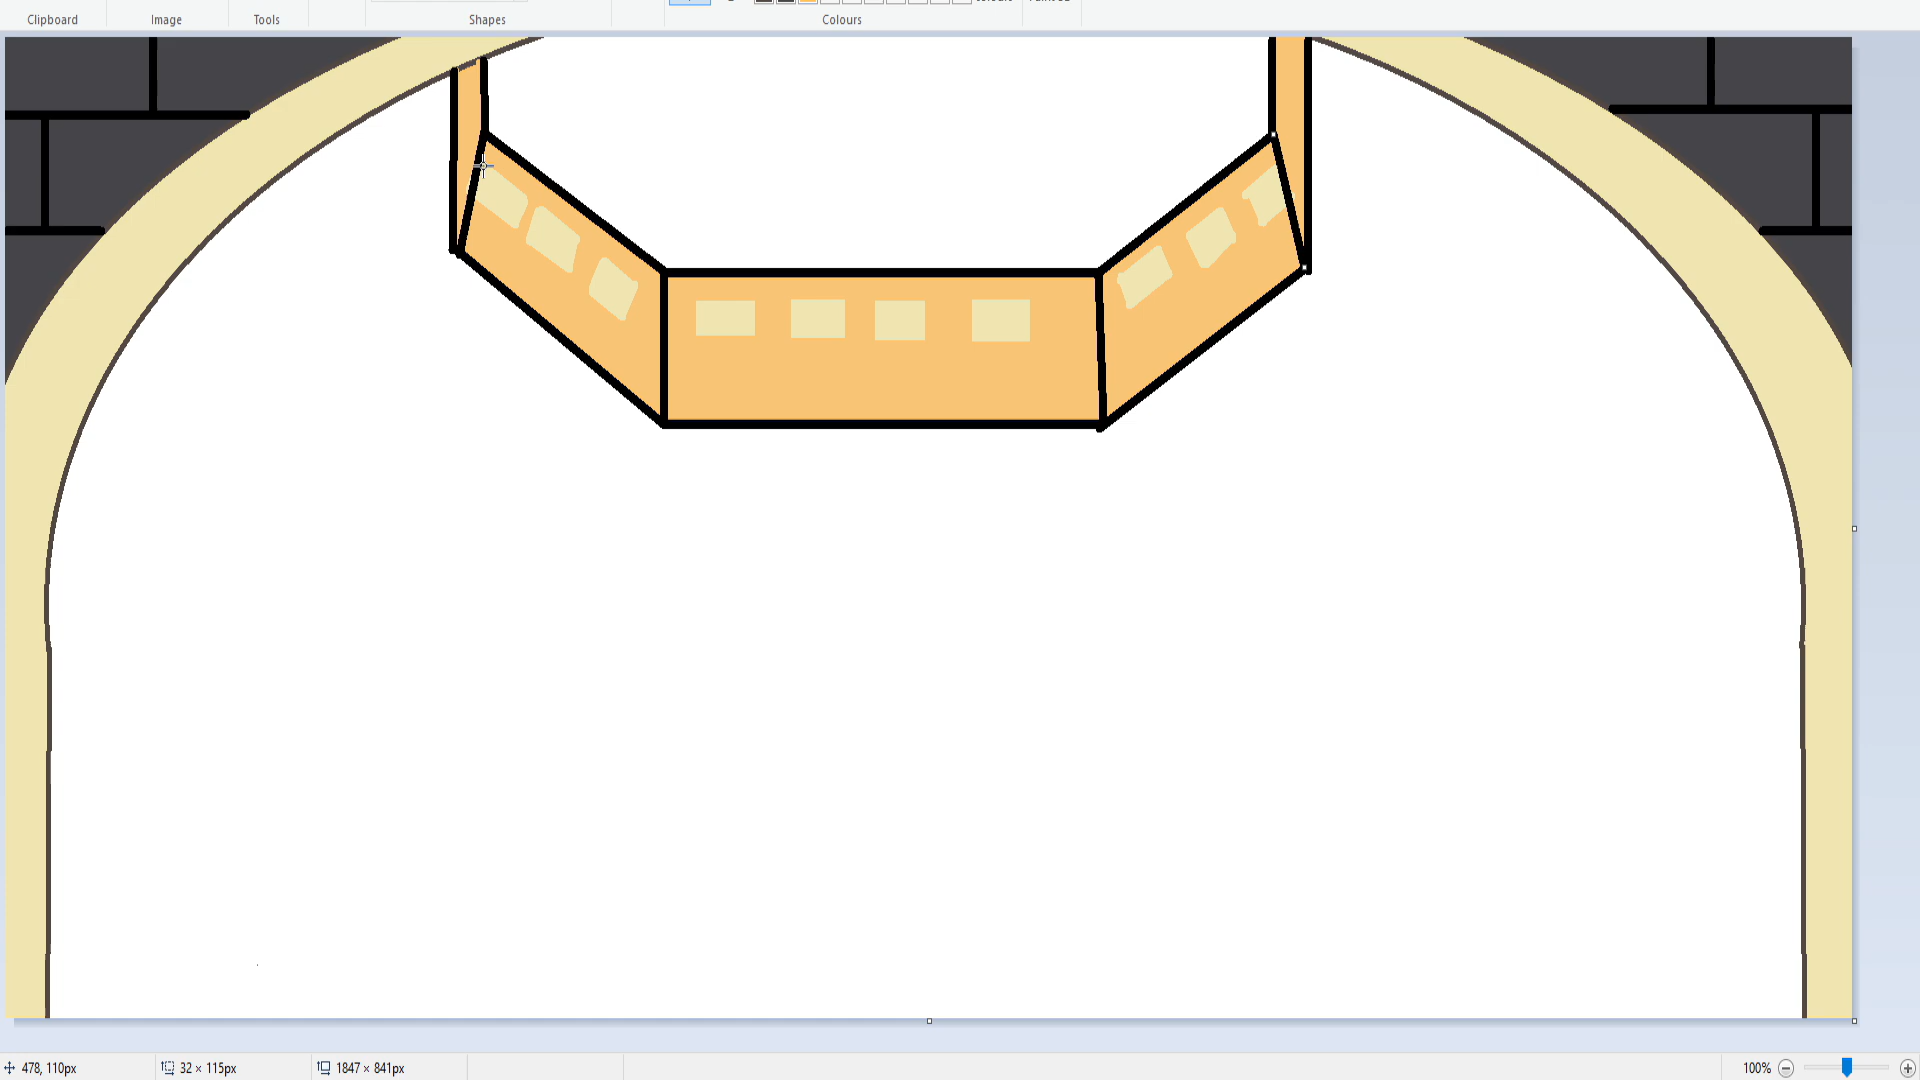 Clipboard Image Tools Shapes Colours
478, 110px 32 × 115px 1847 × 841px 100%